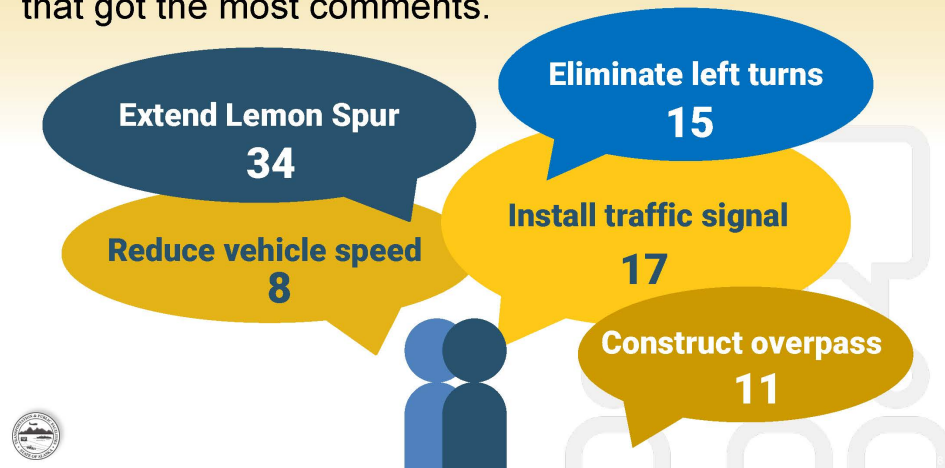 that got the most comments.
Extend Lemon Spur
34
Eliminate left turns
15
Reduce vehicle speed
8
Install traffic signal
17
Construct overpass
11